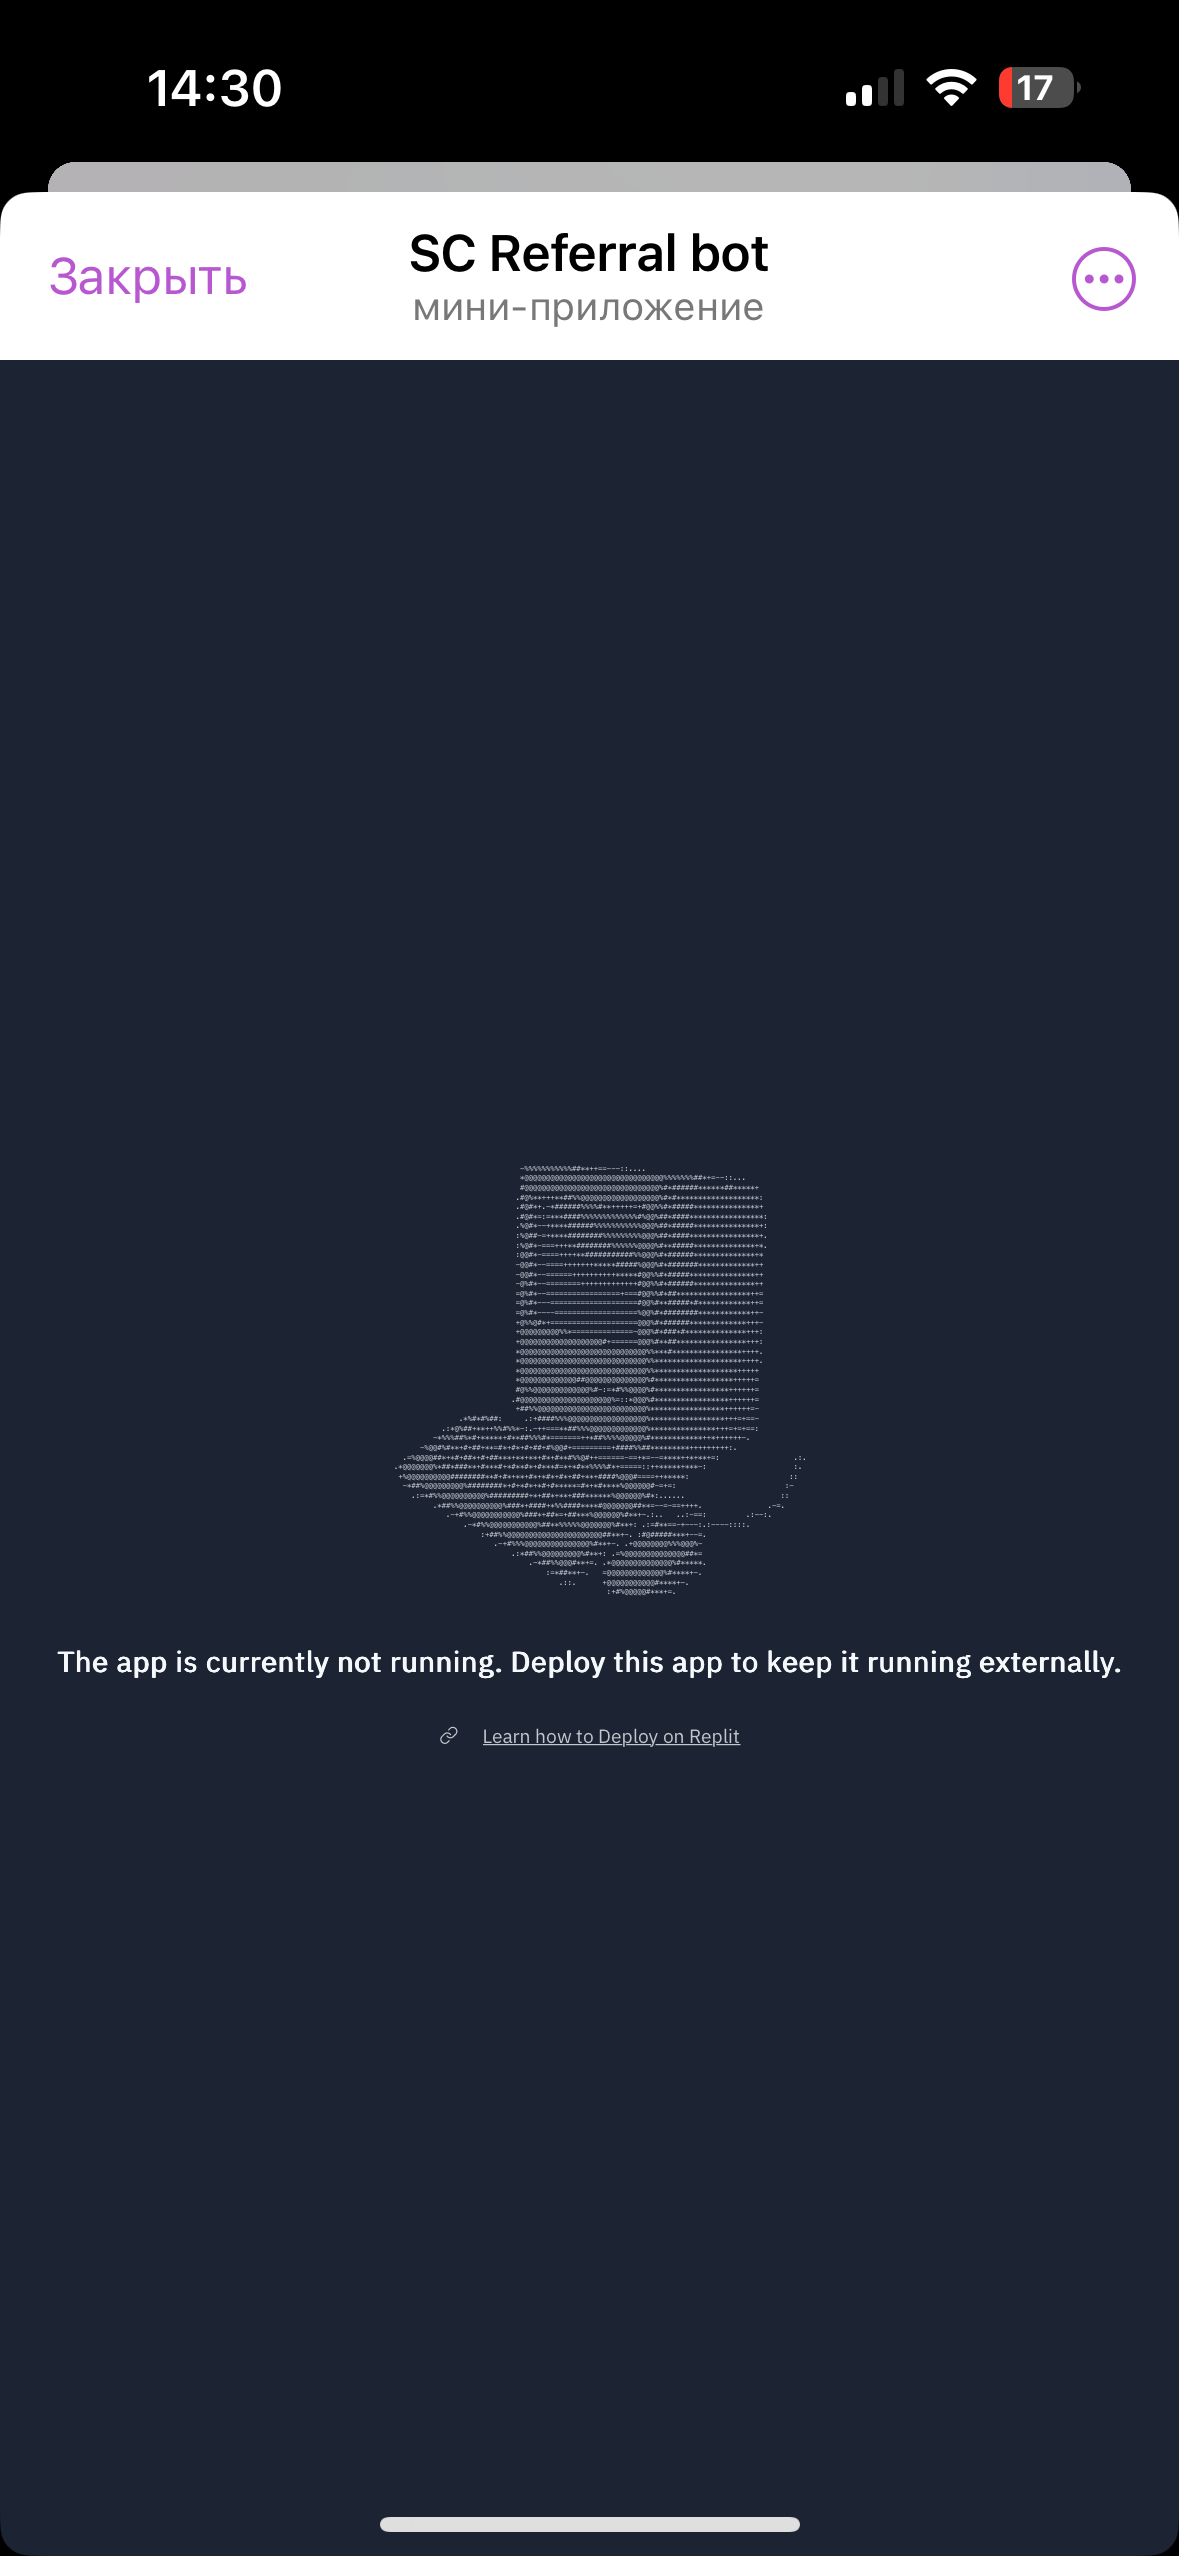 14:30
17
Закрыть
SC Referral bot
мини-приложение
The app is currently not running. Deploy this app to keep it running externally.
Learn how to Deploy on Replit